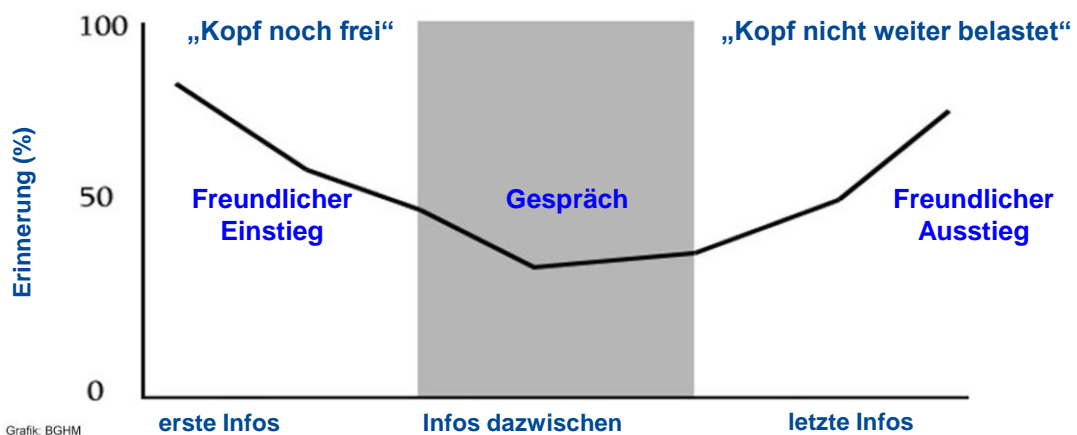 100
„Kopf noch frei“
„Kopf nicht weiter belastet“
Erinnerung (%)
50
Freundlicher
Einstieg
Gespräch
Freundlicher
Ausstieg
0
erste Infos
Infos dazwischen
letzte Infos
Grafik: BGHM